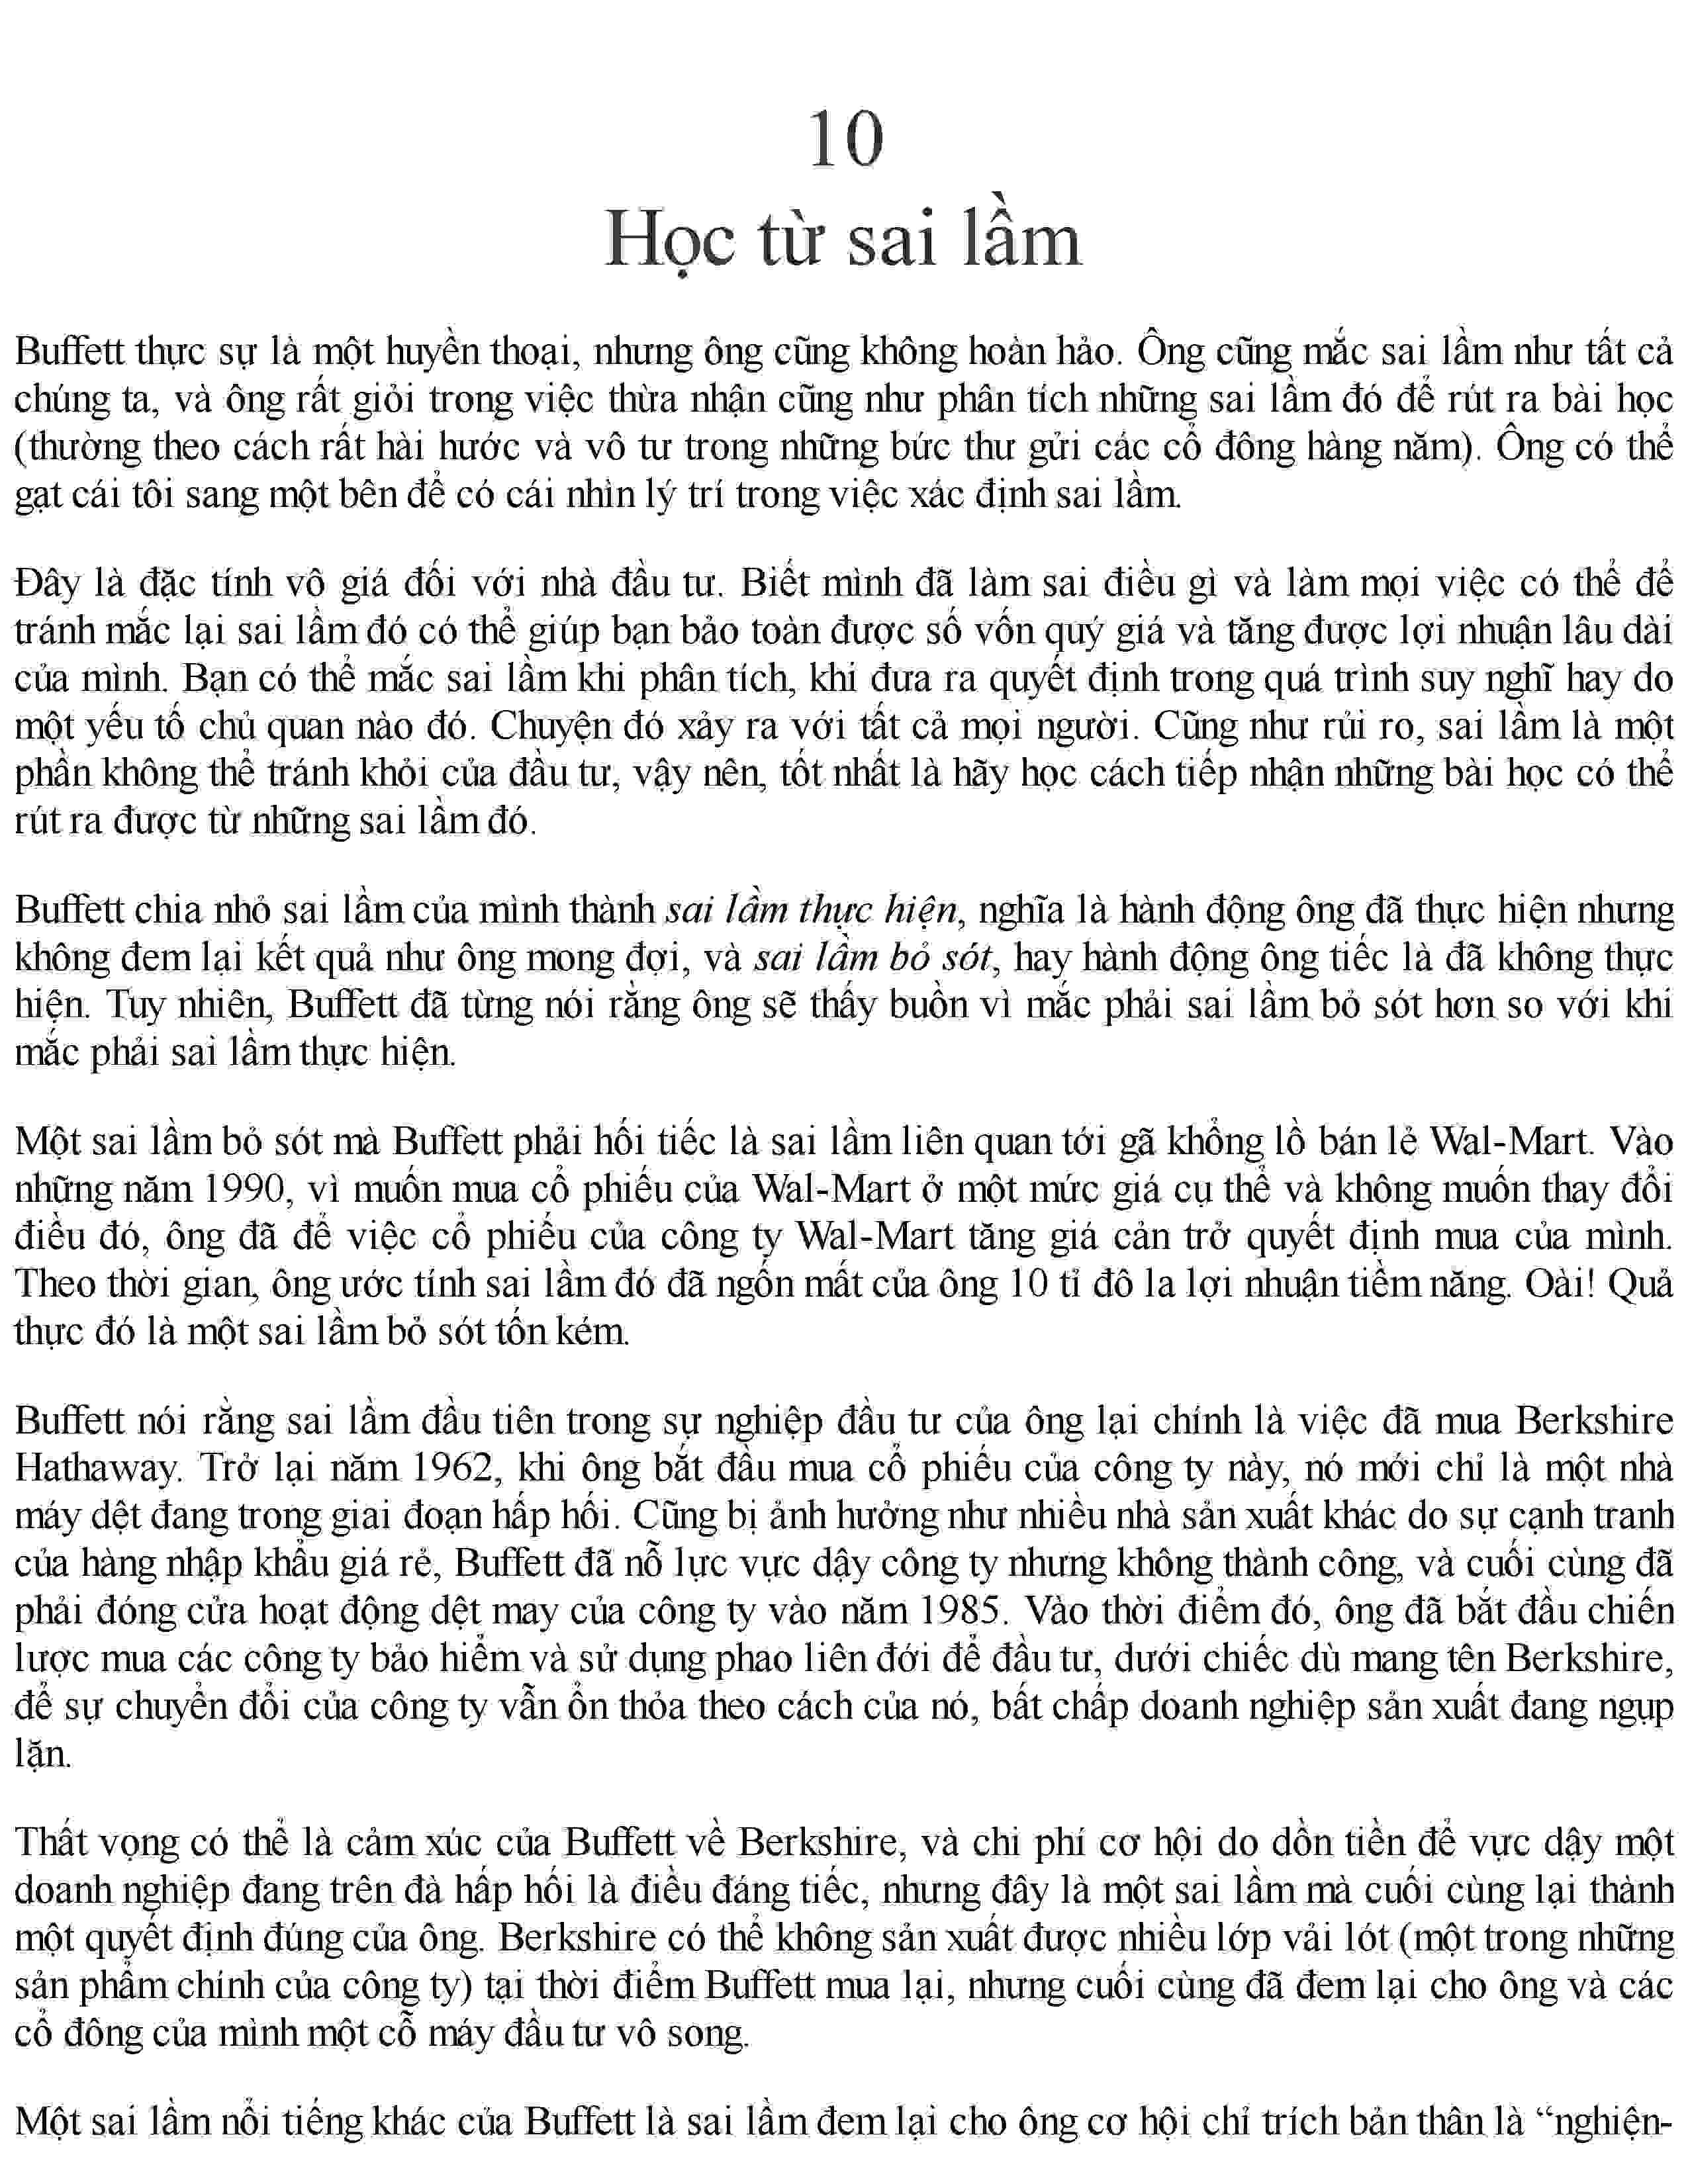 10
Học từ sai lầm
Buffett thực sự là một huyền thoại, nhưng ông cũng không hoàn hảo. Ông cũng mắc sai lầm như tất cả
chúng ta, và ông rất giỏi trong việc thừa nhận cũng như phân tích những sai lầm đó để rút ra bài học
(thường theo cách rất hài hước và vô tư trong những bức thư gửi các cổ đông hàng năm). Ông có thể
gạt cái tôi sang một bên để có cái nhìn lý trí trong việc xác định sai lầm.
Đây là đặc tính vô giá đối với nhà đầu tư. Biết mình đã làm sai điều gì và làm mọi việc có thể để
tránh mắc lại sai lầm đó có thể giúp bạn bảo toàn được số vốn quý giá và tăng được lợi nhuận lâu dài
của mình. Bạn có thể mắc sai lầm khi phân tích, khi đưa ra quyết định trong quá trình suy nghĩ hay do
một yếu tố chủ quan nào đó. Chuyện đó xảy ra với tất cả mọi người. Cũng như rủi ro, sai lầm là một
phần không thể tránh khỏi của đầu tư, vậy nên, tốt nhất là hãy học cách tiếp nhận những bài học có thể
rút ra được từ những sai lầm đó.
Buffett chia nhỏ sai lầm của mình thành sai lầm thực hiện, nghĩa là hành động ông đã thực hiện nhưng
không đem lại kết quả như ông mong đợi, và sai lầm bỏ sót, hay hành động ông tiếc là đã không thực
hiện. Tuy nhiên, Buffett đã từng nói rằng ông sẽ thấy buồn vì mắc phải sai lầm bỏ sót hơn so với khi
mắc phải sai lầm thực hiện.
Một sai lầm bỏ sót mà Buffett phải hối tiếc là sai lầm liên quan tới gã khổng lồ bán lẻ Wal-Mart. Vào
những năm 1990, vì muốn mua cổ phiếu của Wal-Mart ở một mức giá cụ thể và không muốn thay đổi
điều đó, ông đã để việc cổ phiếu của công ty Wal-Mart tăng giá cản trở quyết định mua của mình.
Theo thời gian, ông ước tính sai lầm đó đã ngốn mất của ông 10 tỉ đô la lợi nhuận tiềm năng. Oài! Quả
thực đó là một sai lầm bỏ sót tốn kém.
Buffett nói rằng sai lầm đầu tiên trong sự nghiệp đầu tư của ông lại chính là việc đã mua Berkshire
Hathaway. Trở lại năm 1962, khi ông bắt đầu mua cổ phiếu của công ty này, nó mới chỉ là một nhà
máy dệt đang trong giai đoạn hấp hối. Cũng bị ảnh hưởng như nhiều nhà sản xuất khác do sự cạnh tranh
của hàng nhập khẩu giá rẻ, Buffett đã nỗ lực vực dậy công ty nhưng không thành công, và cuối cùng đã
phải đóng cửa hoạt động dệt may của công ty vào năm 1985. Vào thời điểm đó, ông đã bắt đầu chiến
lược mua các công ty bảo hiểm và sử dụng phao liên đới để đầu tư, dưới chiếc dù mang tên Berkshire,
để sự chuyển đổi của công ty vẫn ổn thỏa theo cách của nó, bất chấp doanh nghiệp sản xuất đang ngụp
lặn.
Thất vọng có thể là cảm xúc của Buffett về Berkshire, và chi phí cơ hội do dồn tiền để vực dậy một
doanh nghiệp đang trên đà hấp hối là điều đáng tiếc, nhưng đây là một sai lầm mà cuối cùng lại thành
một quyết định đúng của ông. Berkshire có thể không sản xuất được nhiều lớp vải lót (một trong những
sản phẩm chính của công ty) tại thời điểm Buffett mua lại, nhưng cuối cùng đã đem lại cho ông và các
cổ đông của mình một cỗ máy đầu tư vô song.
Một sai lầm nổi tiếng khác của Buffett là sai lầm đem lại cho ông cơ hội chỉ trích bản thân là “nghiện-